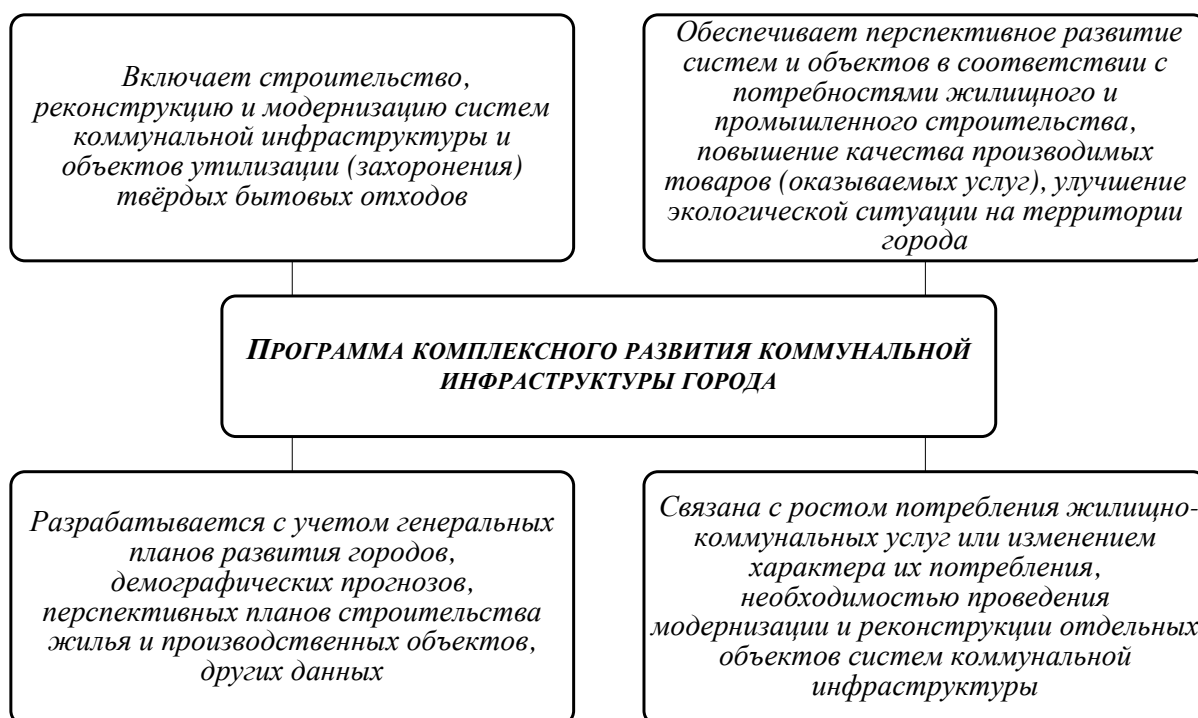 Включает строительство,
реконструкцию и модернизацию систем
коммунальной инфраструктуры и
объектов утилизации (захоронения)
твёрдых бытовых отходов
Обеспечивает перспективное развитие
систем и объектов в соответствии с
потребностями жилищного и
промышленного строительства,
повышение качества производимых
товаров (оказываемых услуг), улучшение
экологической ситуации на территории
города
ПРОГРАММА КОМПЛЕКСНОГО РАЗВИТИЯ КОММУНАЛЬНОЙ
ИНФРАСТРУКТУРЫ ГОРОДА
Разрабатывается с учетом генеральных
планов развития городов,
демографических прогнозов,
перспективных планов строительства
жилья и производственных объектов,
других данных
Связана с ростом потребления жилищно-
коммунальных услуг или изменением
характера их потребления,
необходимостью проведения
модернизации и реконструкции отдельных
объектов систем коммунальной
инфраструктуры